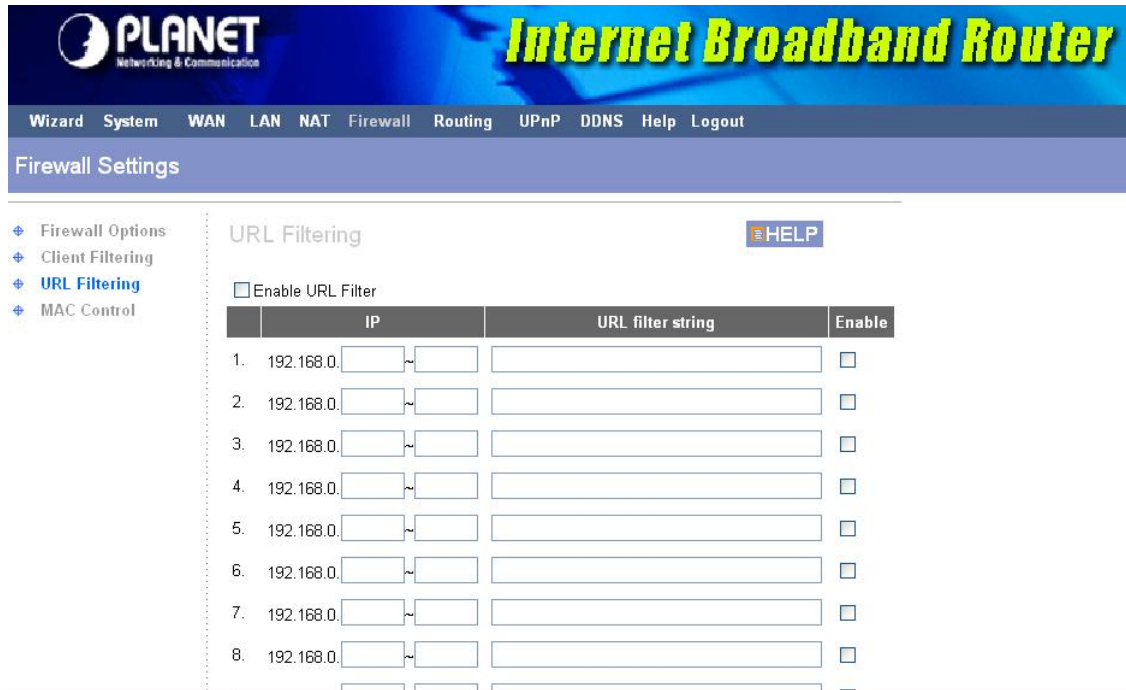 PLANET
Networking & Communication
Internet Broadband Router
Wizard System WAN LAN NAT Firewall Routing UPnP DDNS Help Logout
Firewall Settings
Firewall Options
Client Filtering
URL Filtering
MAC Control
URL Filtering
HELP
Enable URL Filter
IP URL filter string Enable
1. 192.168.0. ~
2. 192.168.0. ~
3. 192.168.0. ~
4. 192.168.0. ~
5. 192.168.0. ~
6. 192.168.0. ~
7. 192.168.0. ~
8. 192.168.0. ~